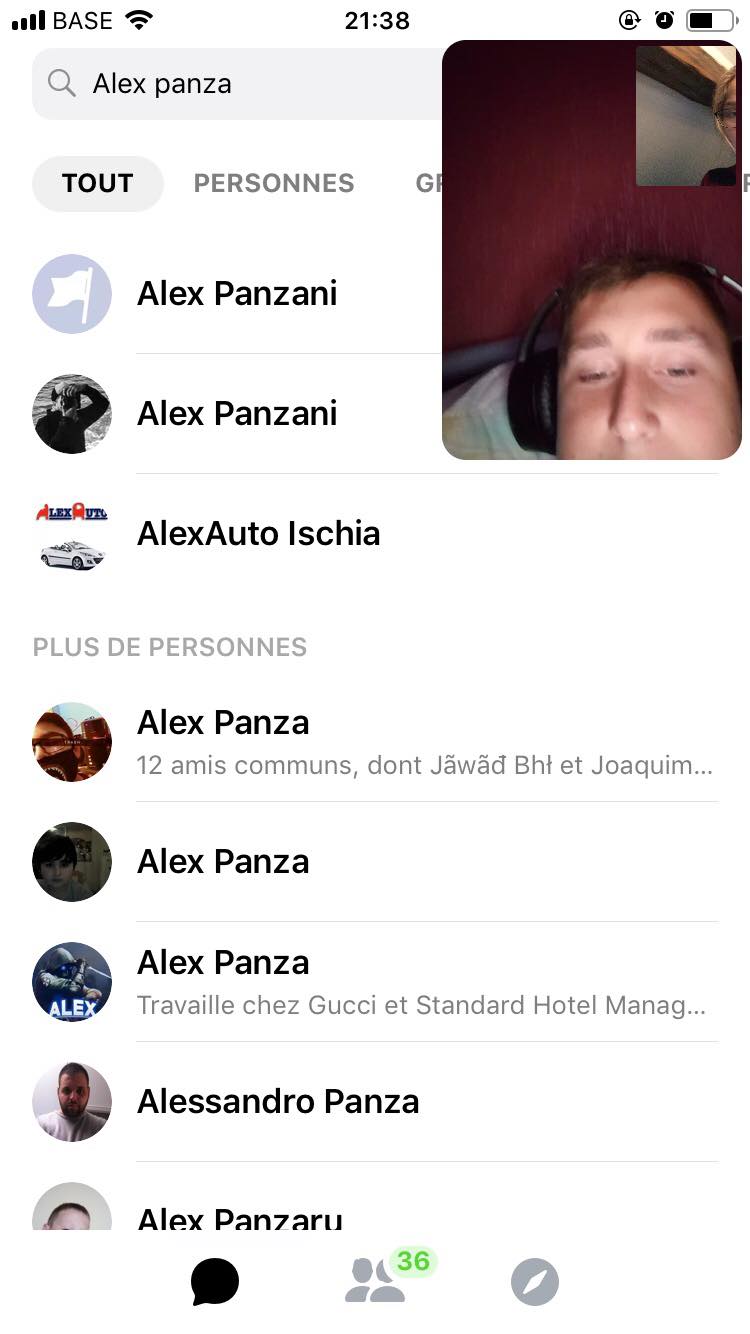 BASE
21:38
Alex panza
TOUT
PERSONNES
Alex Panzani
Alex Panzani
ALEXAUTO
AlexAuto Ischia
PLUS DE PERSONNES
Alex Panza
12 amis communs, dont Jãwãđ Bhł et Joaquim...
Alex Panza
ALEX
Alex Panza
Travaille chez Gucci et Standard Hotel Manag...
Alessandro Panza
Alex Panzaru
36